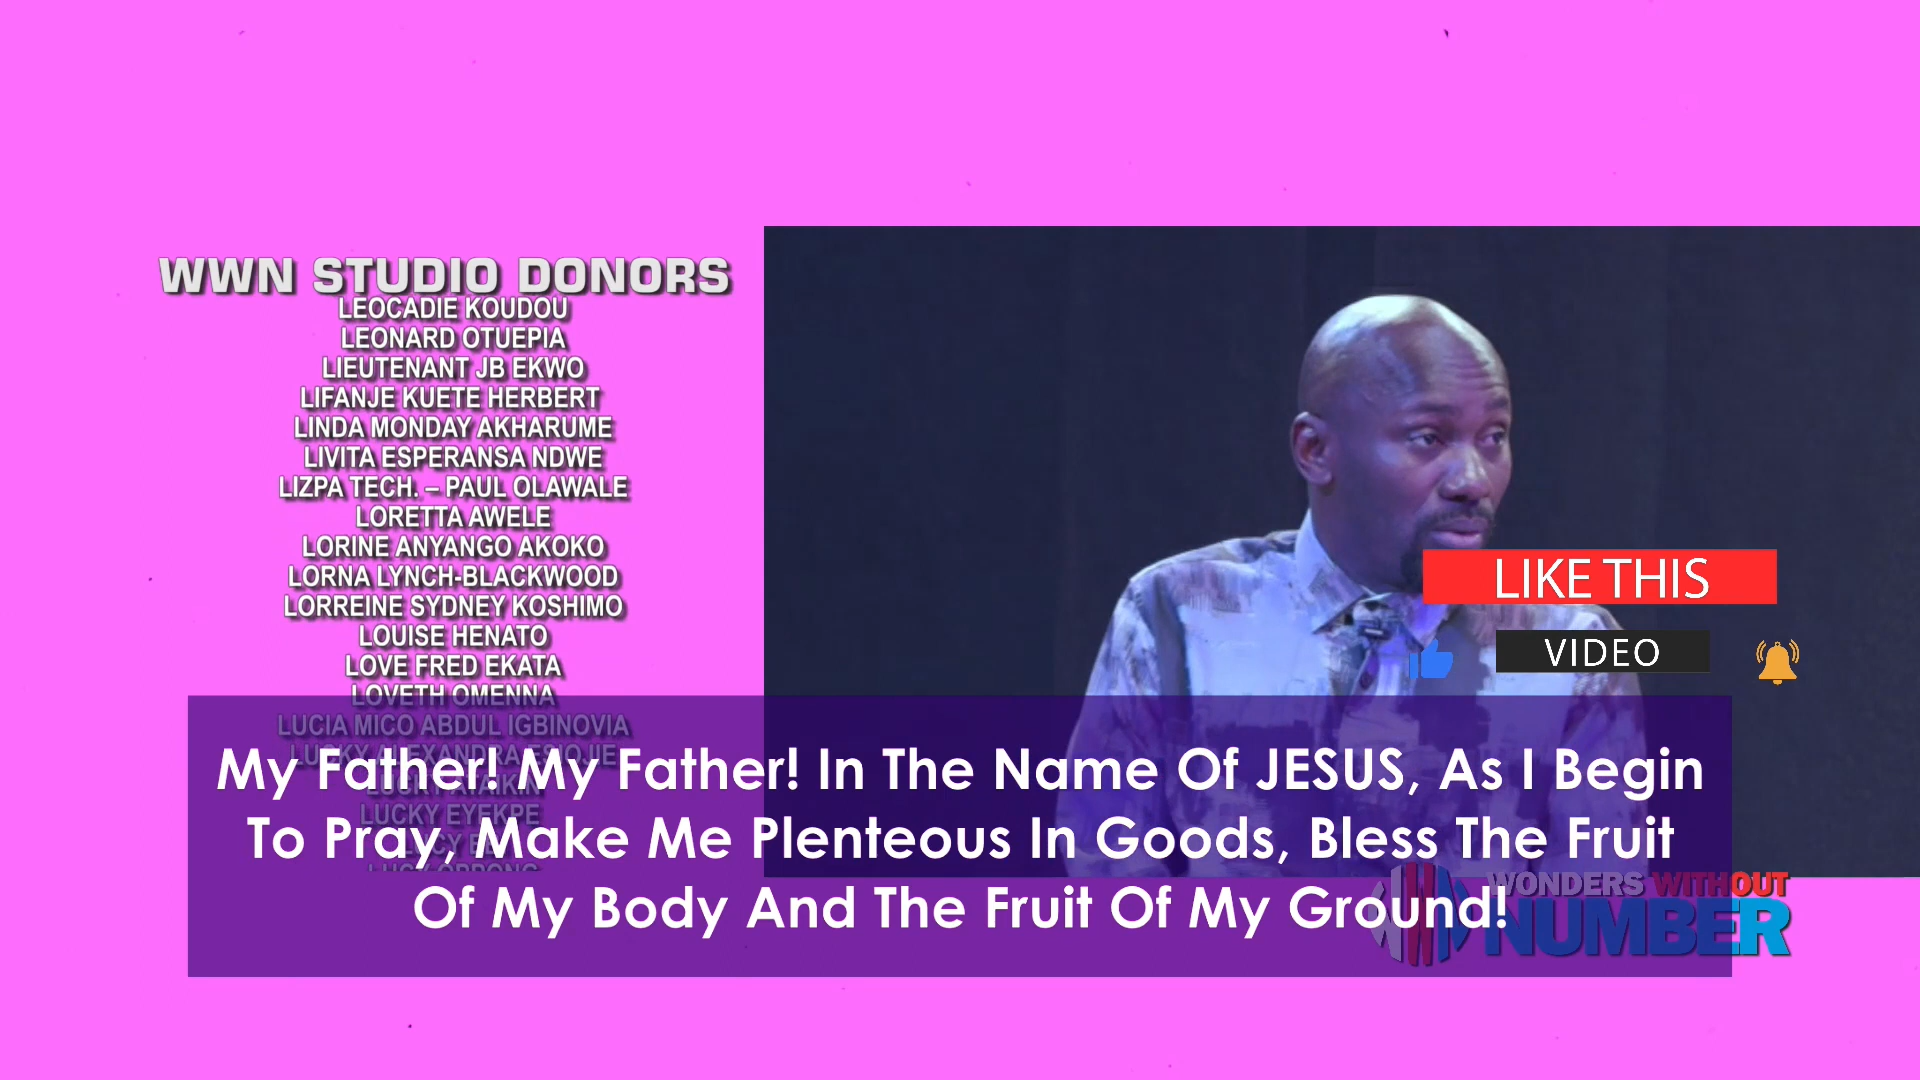 WWN STUDIO DONORS
LEOCADIE KOUDOU
LEONARD OTUEPIA
LIEUTENANT JB EKWO
LIFANJE KUETE HERBERT
LINDA MONDAY AKHARUME
LIVITA ESPERANSA NDWE
LIZPA TECH. – PAUL OLAWALE
LORETTA AWELE
LORINE ANYANGO AKOKO
LORNA LYNCH-BLACKWOOD
LORREINE SYDNEY KOSHIMO
LOUISE HENATO
LOVE FRED EKATA
LOVETH OMENNA
LUCIA MICO ABDUL IGBINOVIA
LUCKY ALEXANDRA ESIOJIE
LUCKY
LUCKY EYEKPE
LIKE THIS
VIDEO
My Father! My Father! In The Name Of JESUS, As I Begin
To Pray, Make Me Plenteous In Goods, Bless The Fruit
Of My Body And The Fruit Of My Ground!
WONDERS WITHOUT
NUMBER